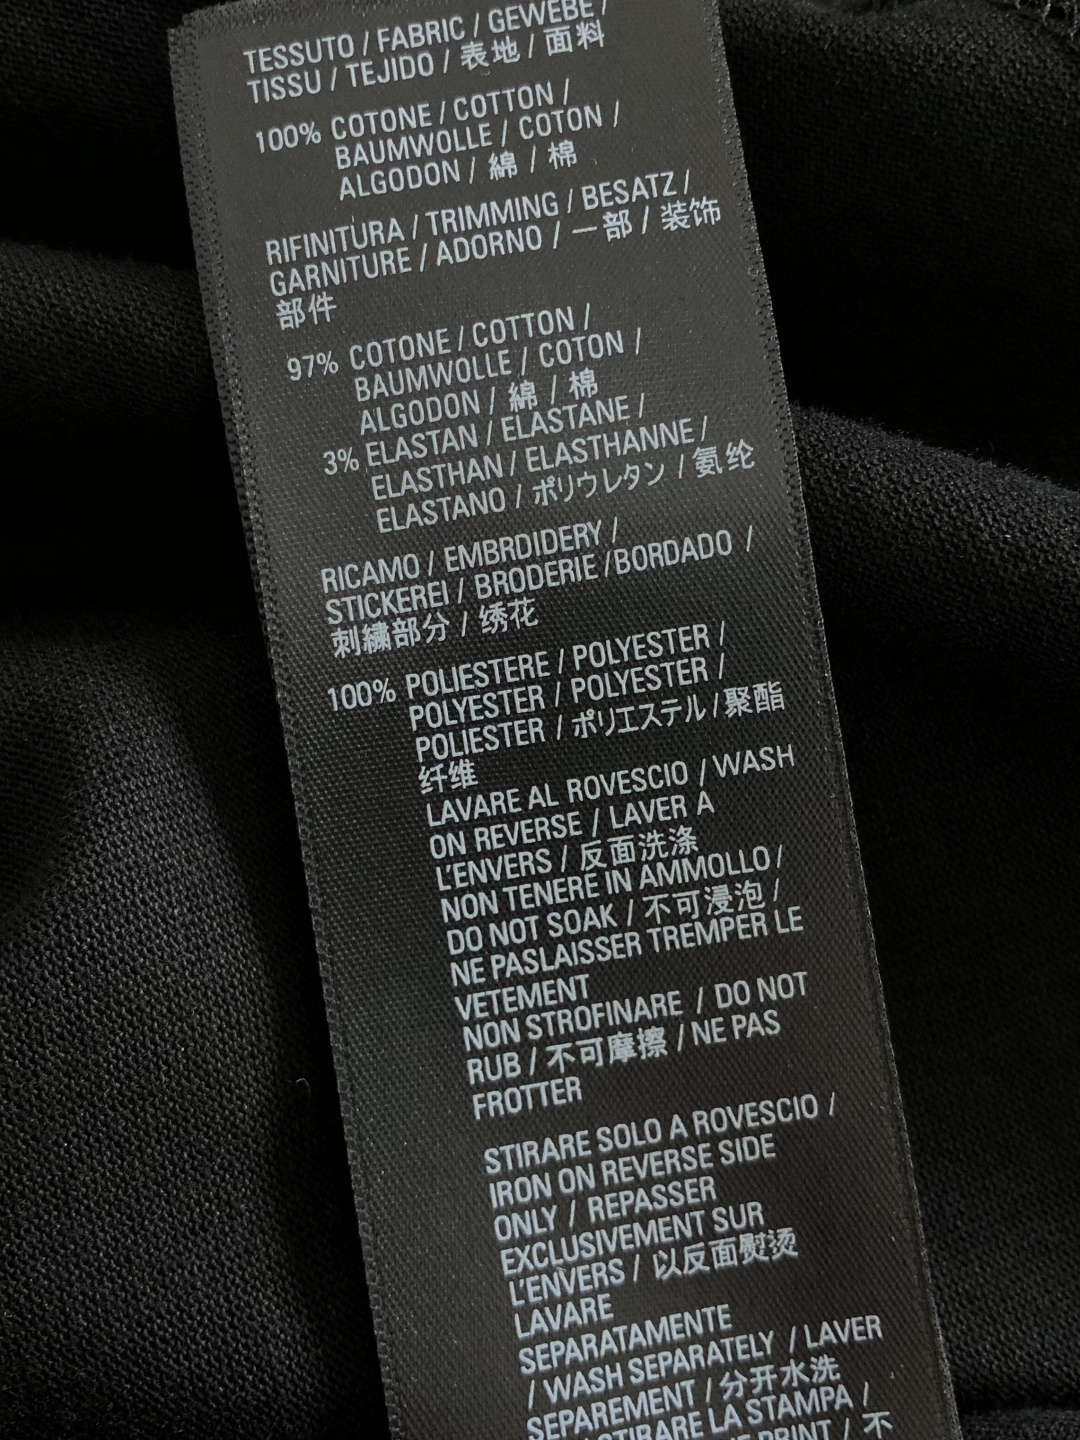 TESSUTO / FABRIC / GEWEBE /
TISSU / TEJIDO / 表地 / 面料
100% COTONE / COTTON /
BAUMWOLLE / COTON /
ALGODON / 綿 / 棉
RIFINITURA / TRIMMING / BESATZ /
GARNITURE / ADORNO / 一部 / 装饰
部件
97% COTONE / COTTON /
BAUMWOLLE / COTON /
ALGODON / 綿 / 棉
3% ELASTAN / ELASTANE /
ELASTHAN / ELASTHANNE /
ELASTANO / ポリウレタン / 氨纶
RICAMO / EMBRDIDERY /
STICKEREI / BRODERIE /BORDADO /
刺繍部分 / 绣花
100% POLIESTERE / POLYESTER /
POLYESTER / POLYESTER /
POLIESTER / ポリエステル / 聚酯
纤维
LAVARE AL ROVESCIO / WASH
ON REVERSE / LAVER À
L'ENVERS / 反面洗涤
NON TENERE IN AMMOLLO /
DO NOT SOAK / 不可浸泡 /
NE PASLAISSER TREMPER LE
VETEMENT
NON STROFINARE / DO NOT
RUB / 不可摩擦 / NE PAS
FROTTER
STIRARE SOLO A ROVESCIO /
IRON ON REVERSE SIDE
ONLY / REPASSER
EXCLUSIVEMENT SUR
L'ENVERS / 以反面熨烫
LAVARE
SEPARATAMENTE
/ WASH SEPARATELY / LAVER
SEPAREMENT / 分开水洗
STIRARE LA STAMPA /
PRINT / 不